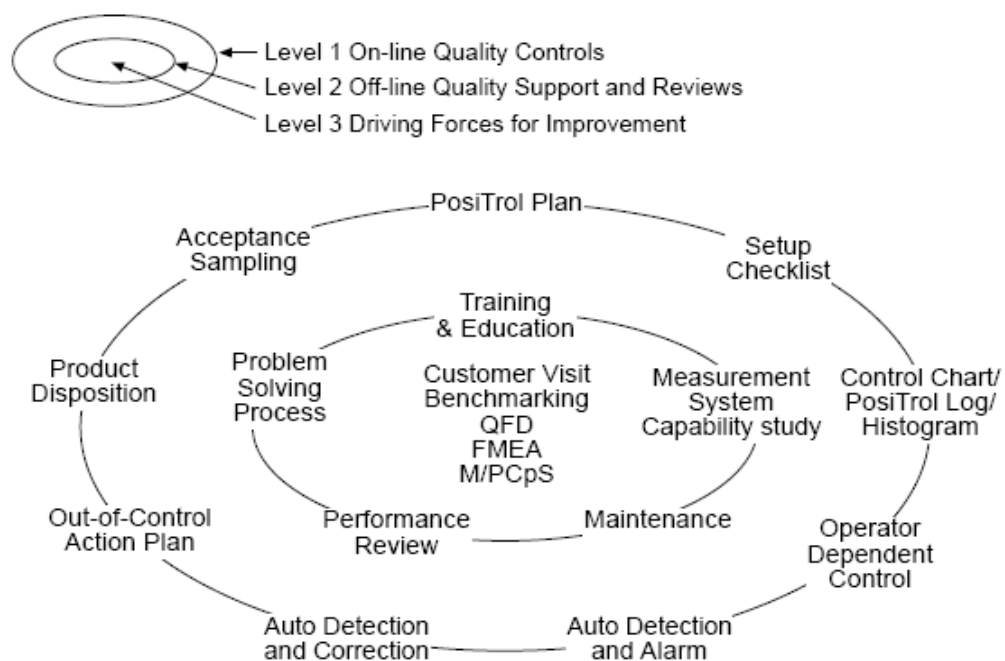 Level 1 On-line Quality Controls
Level 2 Off-line Quality Support and Reviews
Level 3 Driving Forces for Improvement
PosiTrol Plan
Acceptance
Sampling
Setup
Checklist
Training
& Education
Product
Disposition
Problem
Solving
Process
Customer Visit
Benchmarking
QFD
FMEA
M/PCpS
Measurement
System
Capability study
Control Chart/
PosiTrol Log/
Histogram
Out-of-Control
Action Plan
Performance
Review
Maintenance
Operator
Dependent
Control
Auto Detection
and Correction
Auto Detection
and Alarm